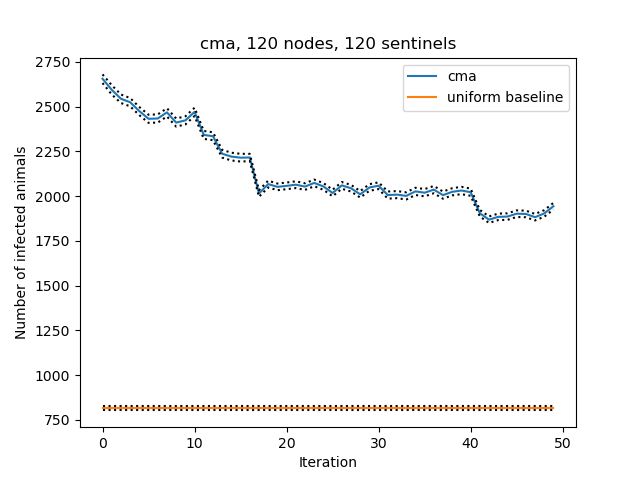 cma, 120 nodes, 120 sentinels
2750
2500
2250
2000
1750
1500
1250
1000
750
Number of infected animals
cma
uniform baseline
0 10 20 30 40 50
Iteration